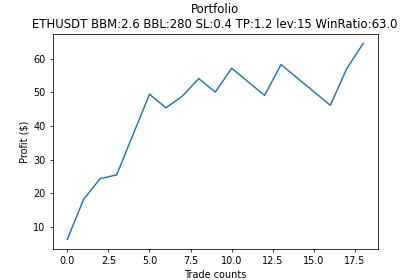 Portfolio
ETHUSDT BBM:2.6 BBL:280 SL:0.4 TP:1.2 lev:15 WinRatio:63.0
60
50
40
30
20
10
Profit ($)
0.0 2.5 5.0 7.5 10.0 12.5 15.0 17.5
Trade counts